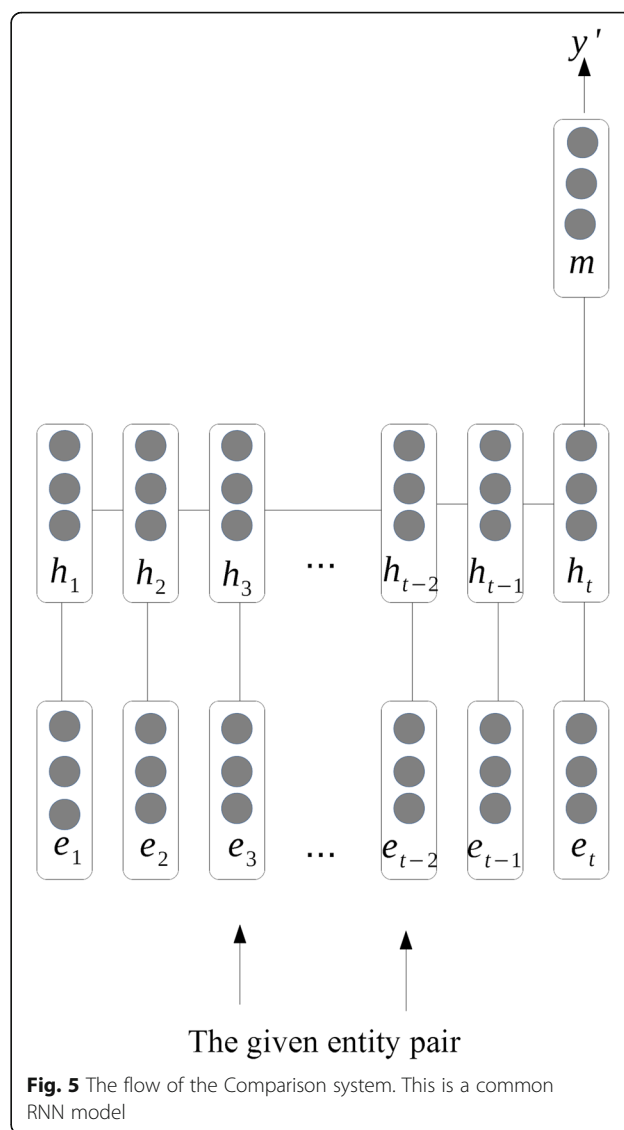 y'
m
h₁ h₂ h₃ ... hₜ₋₂ hₜ₋₁ hₜ
e₁ e₂ e₃ ... eₜ₋₂ eₜ₋₁ eₜ
The given entity pair
Fig. 5 The flow of the Comparison system. This is a common
RNN model